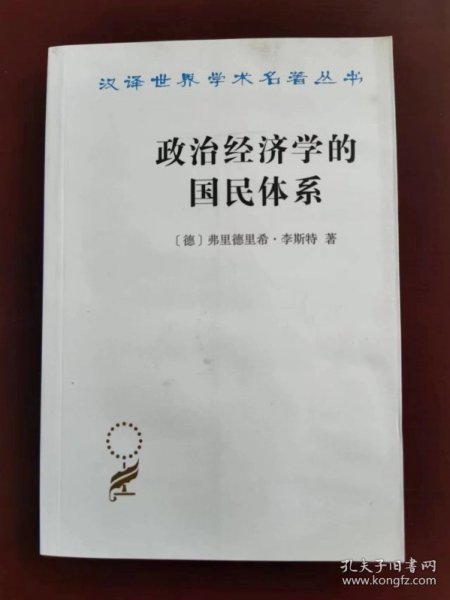 汉译世界学术名著丛书
政治经济学的
国民体系
〔德〕弗里德里希·李斯特 著
孔夫子旧书网
www.kongfz.com